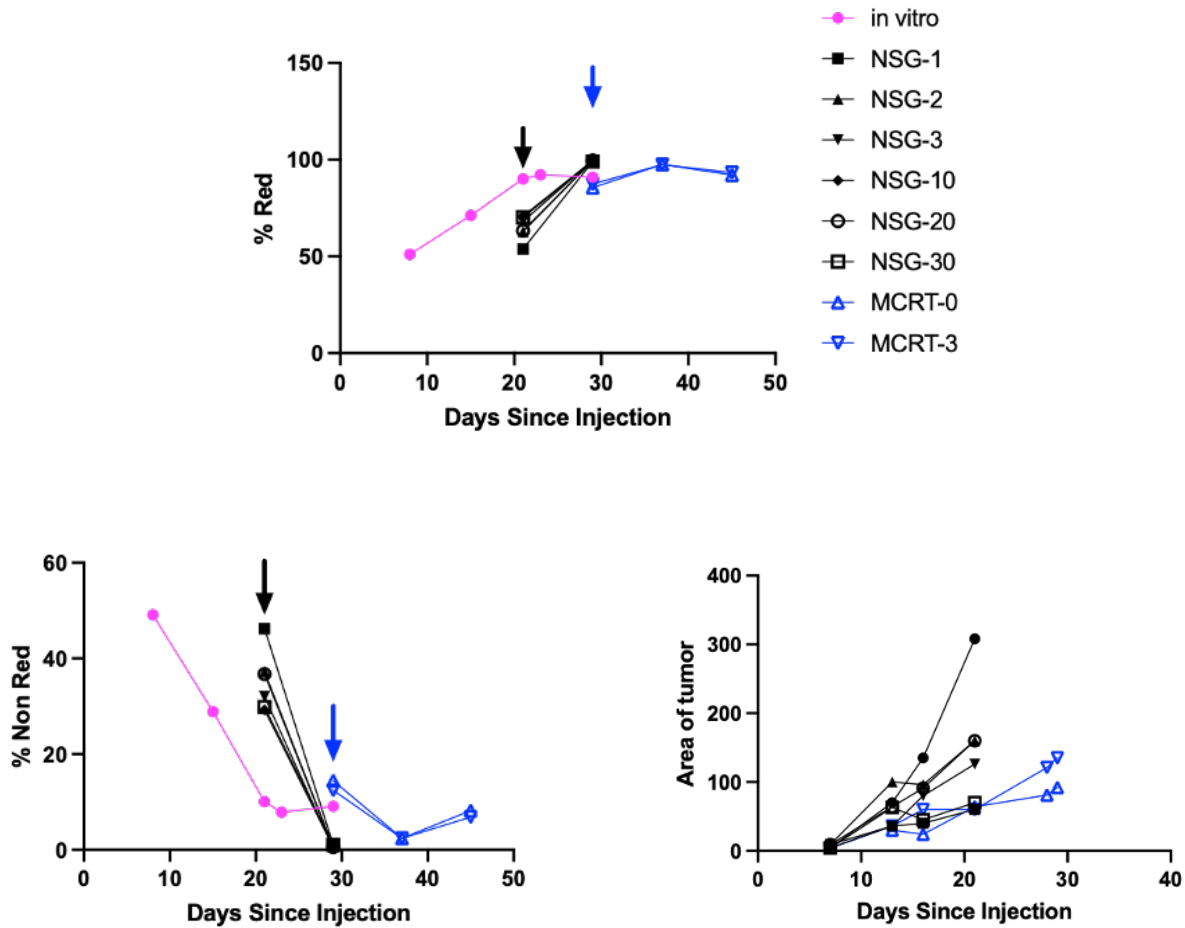 in vitro
NSG-1
NSG-2
NSG-3
NSG-10
NSG-20
NSG-30
MCRT-0
MCRT-3
150
100
50
0
% Red
0 10 20 30 40 50
Days Since Injection
60
40
20
0
% Non Red
0 10 20 30 40 50
Days Since Injection
400
300
200
100
0
Area of tumor
0 10 20 30 40
Days Since Injection